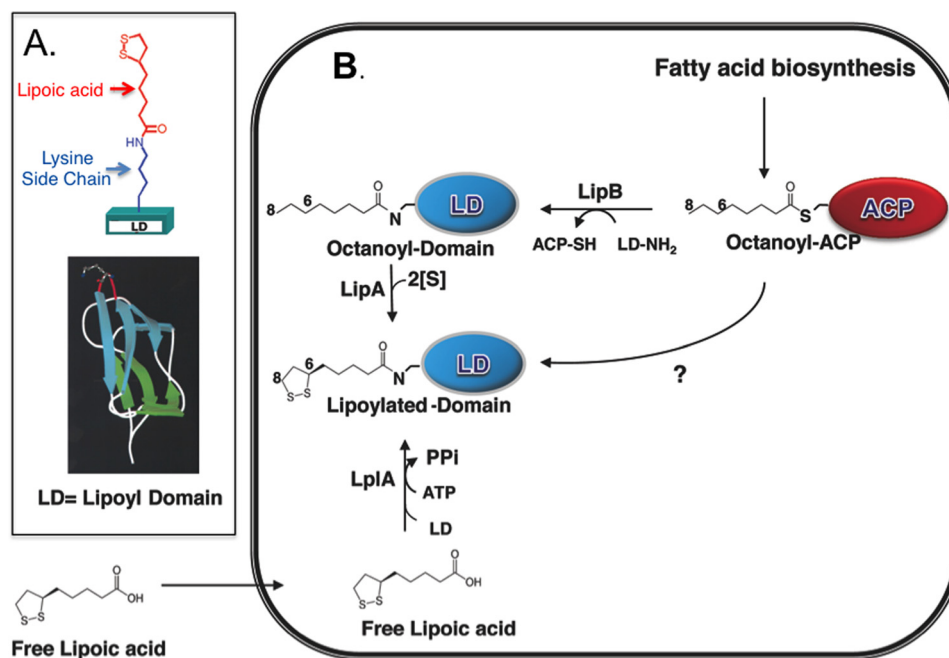 A.
S
S
Lipoic acid
O
HN
Lysine
Side Chain
LD
LD= Lipoyl Domain
B.
Fatty acid biosynthesis
8
6
O
N
LD
Octanoyl-Domain
LipB
ACP-SH
LD-NH₂
8
6
O
S
ACP
Octanoyl-ACP
LipA
2[S]
8
6
S
S
O
N
LD
Lipoylated-Domain
?
LplA
PPi
ATP
LD
S
S
O
OH
Free Lipoic acid
S
S
O
OH
Free Lipoic acid